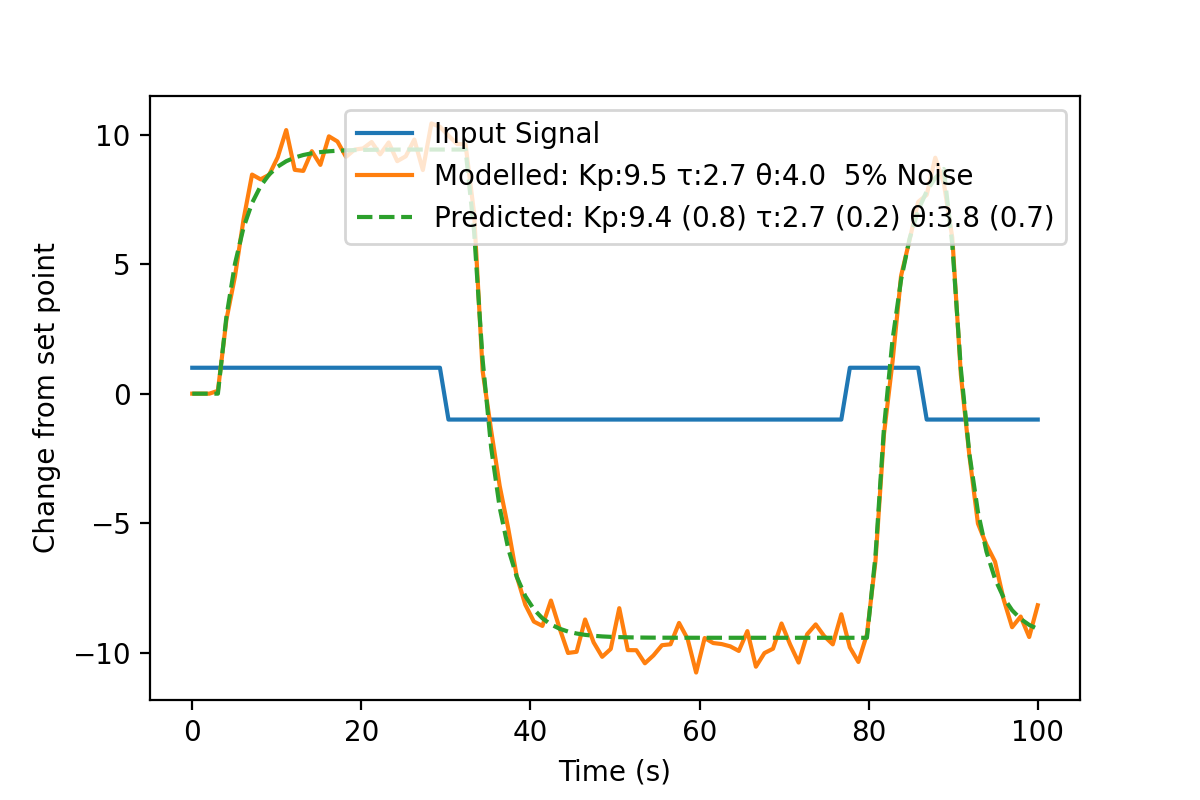 Input Signal
Modelled: Kp:9.5 τ:2.7 θ:4.0  5% Noise
Predicted: Kp:9.4 (0.8) τ:2.7 (0.2) θ:3.8 (0.7)
10
5
0
−5
−10
Change from set point
0 20 40 60 80 100
Time (s)